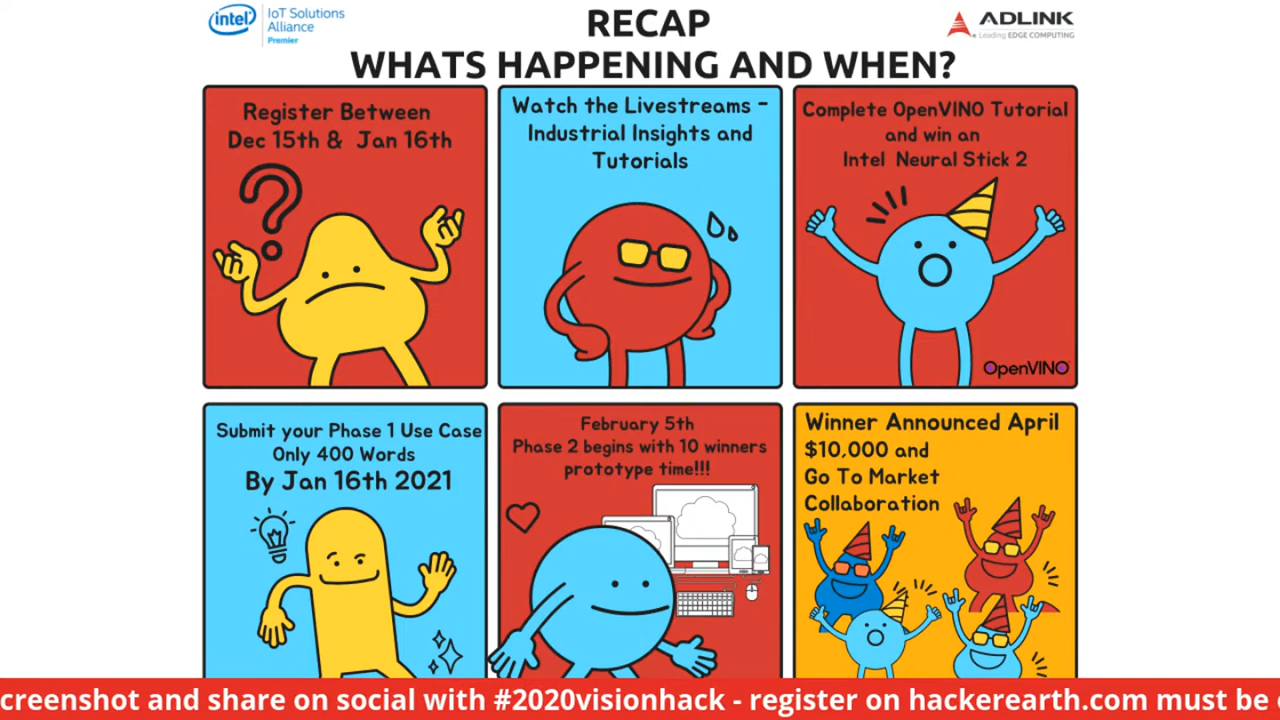 intel
IoT Solutions
Alliance
Premier
RECAP
WHATS HAPPENING AND WHEN?
ADLINK
Leading EDGE COMPUTING
Register Between
Dec 15th & Jan 16th
Watch the Livestreams -
Industrial Insights and
Tutorials
Complete OpenVINO Tutorial
and win an
Intel Neural Stick 2
?
OpenVINO
Submit your Phase 1 Use Case
Only 400 Words
By Jan 16th 2021
February 5th
Phase 2 begins with 10 winners
prototype time!!!
Winner Announced April
$10,000 and
Go To Market
Collaboration
creenshot and share on social with #2020visionhack - register on hackerearth.com must be